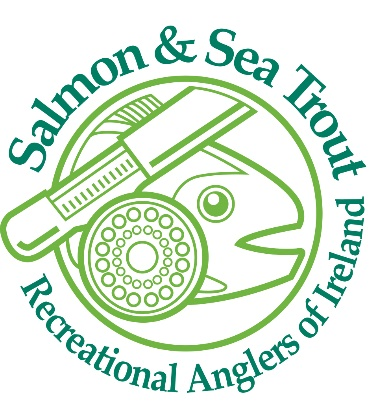 Salmon & Sea Trout
Recreational Anglers of Ireland